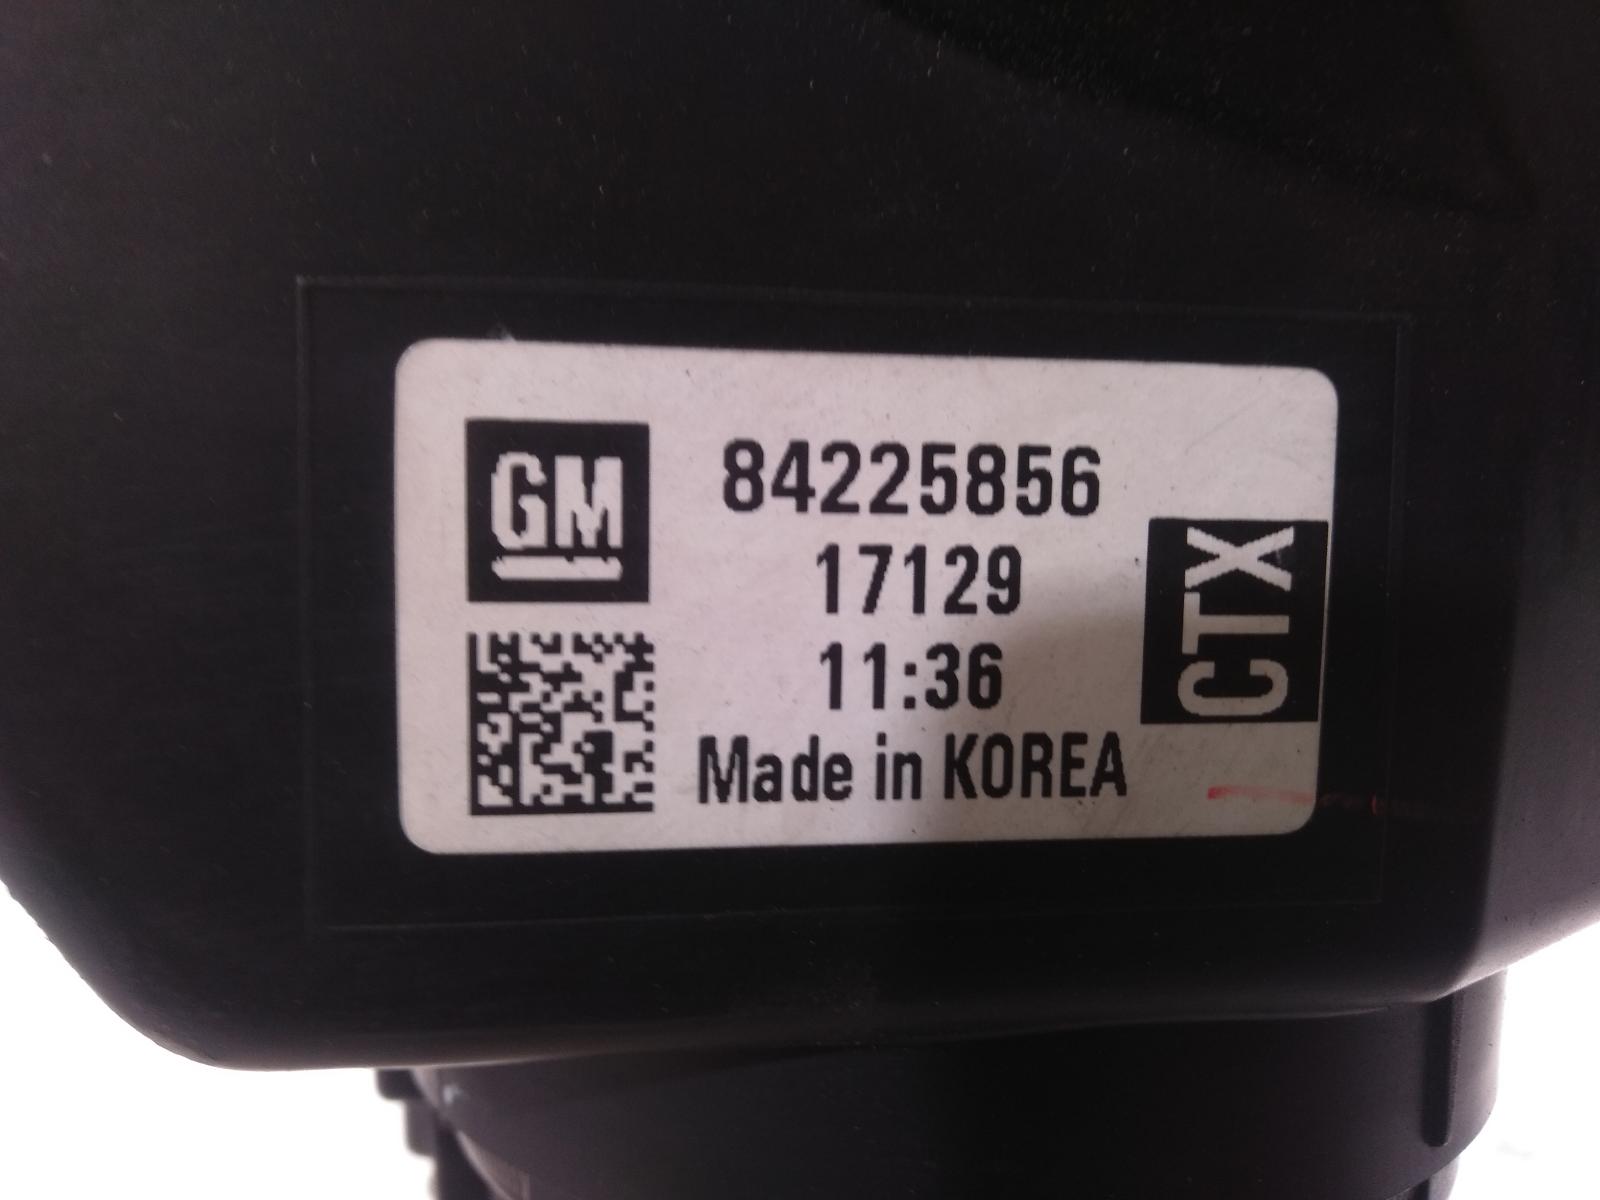 GM
84225856
17129
11:36
Made in KOREA
CTX